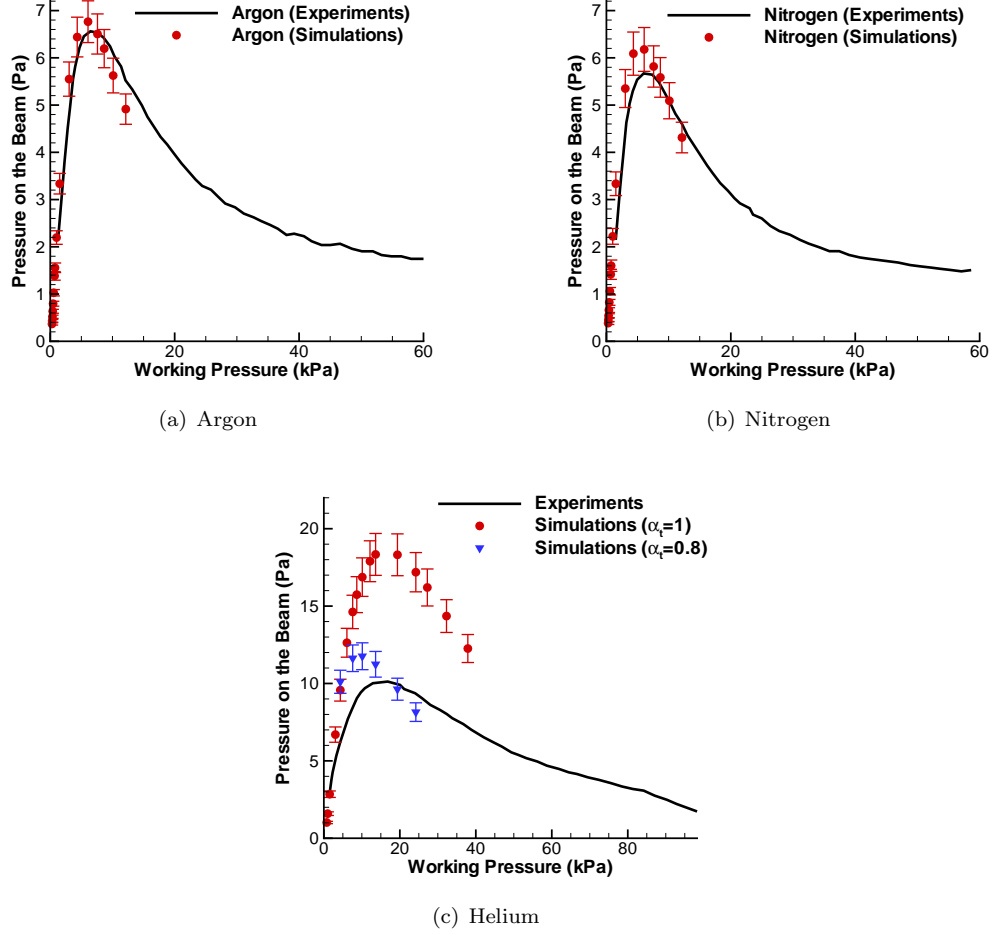 Argon (Experiments)
Argon (Simulations)
Pressure on the Beam (Pa)
7
6
5
4
3
2
1
0
0 20 40 60
Working Pressure (kPa)
(a) Argon
Nitrogen (Experiments)
Nitrogen (Simulations)
Pressure on the Beam (Pa)
7
6
5
4
3
2
1
0
0 20 40 60
Working Pressure (kPa)
(b) Nitrogen
Experiments
Simulations (αt=1)
Simulations (αt=0.8)
Pressure on the Beam (Pa)
20
15
10
5
0
0 20 40 60 80
Working Pressure (kPa)
(c) Helium